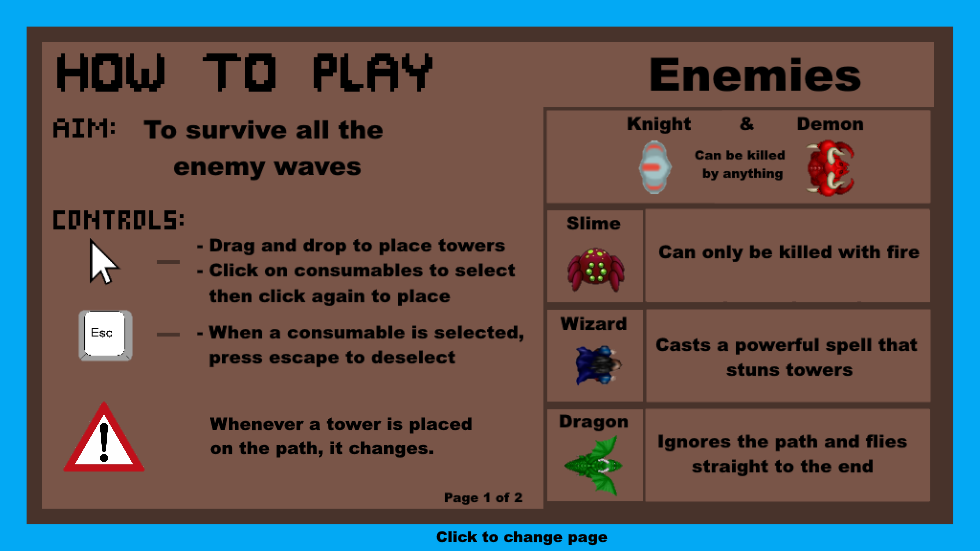 HOW TO PLAY
AIM: To survive all the
enemy waves
CONTROLS:
- Drag and drop to place towers
- Click on consumables to select
then click again to place
Esc
- When a consumable is selected,
press escape to deselect
!
Whenever a tower is placed
on the path, it changes.
Page 1 of 2
Enemies
Knight & Demon
Can be killed
by anything
Slime
Can only be killed with fire
Wizard
Casts a powerful spell that
stuns towers
Dragon
Ignores the path and flies
straight to the end
Click to change page